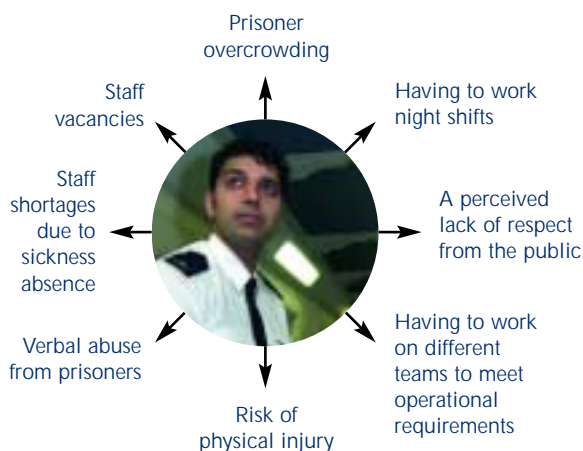 Prisoner
overcrowding
Having to work
night shifts
A perceived
lack of respect
from the public
Having to work
on different
teams to meet
operational
requirements
Risk of
physical injury
Verbal abuse
from prisoners
Staff
shortages
due to
sickness
absence
Staff
vacancies